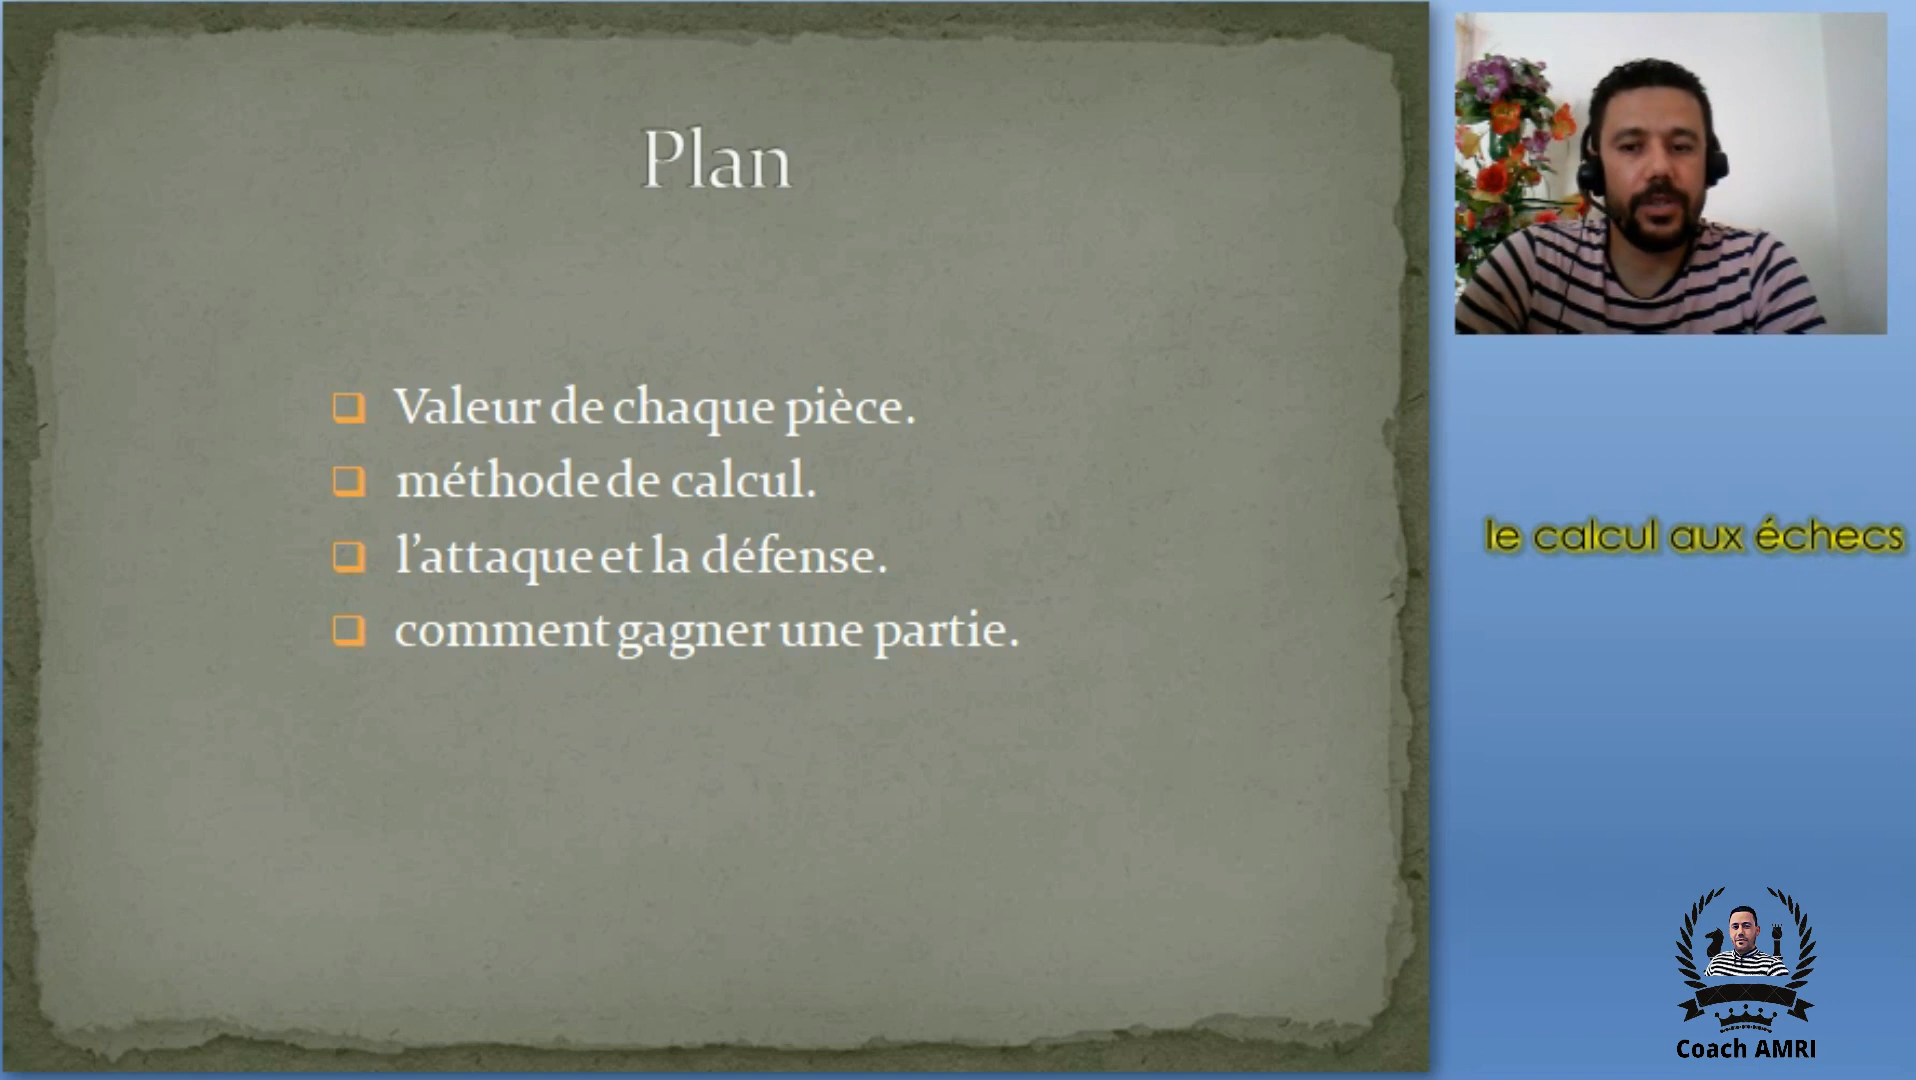 Plan
Valeur de chaque pièce.
méthode de calcul.
l'attaque et la défense.
comment gagner une partie.
le calcul aux échecs
Coach AMRI